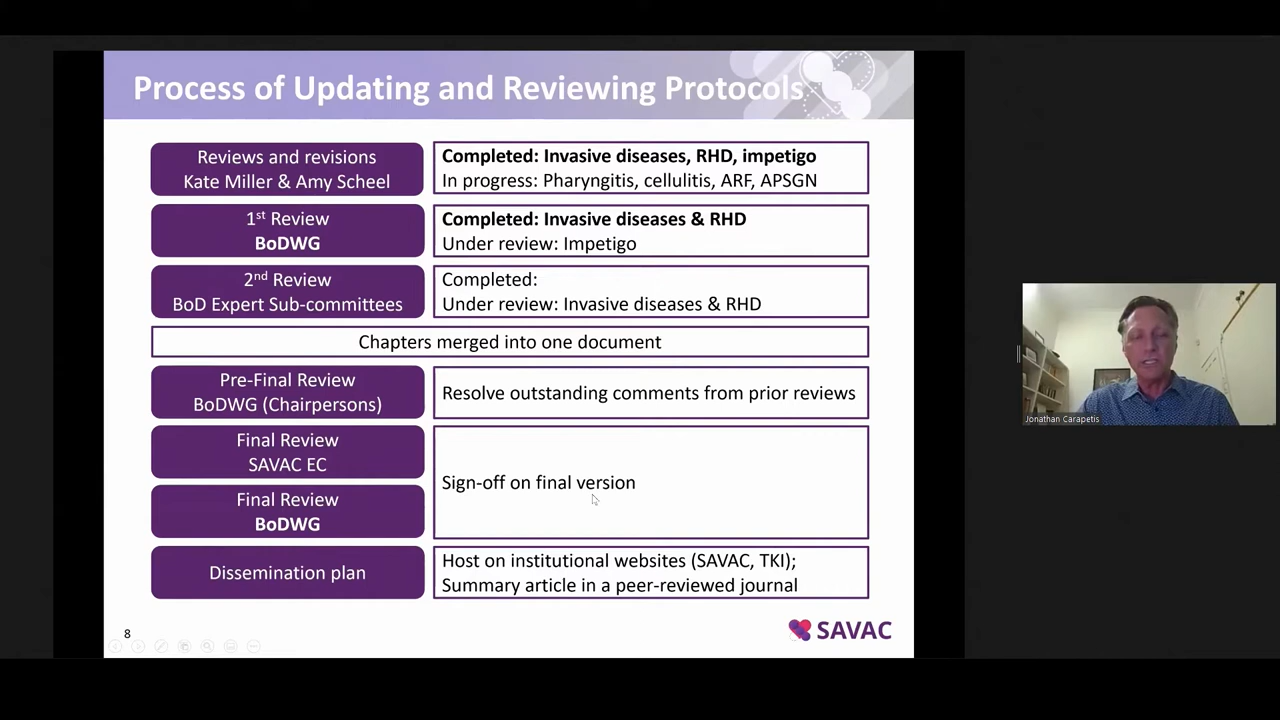 Process of Updating and Reviewing Protocols
Reviews and revisions
Kate Miller & Amy Scheel
Completed: Invasive diseases, RHD, impetigo
In progress: Pharyngitis, cellulitis, ARF, APSGN
1st Review
BoDWG
Completed: Invasive diseases & RHD
Under review: Impetigo
2nd Review
BoD Expert Sub-committees
Completed:
Under review: Invasive diseases & RHD
Chapters merged into one document
Pre-Final Review
BoDWG (Chairpersons)
Resolve outstanding comments from prior reviews
Final Review
SAVAC EC
Final Review
BoDWG
Sign-off on final version
Dissemination plan
Host on institutional websites (SAVAC, TKI);
Summary article in a peer-reviewed journal
8
SAVAC
Jonathan Carapetis